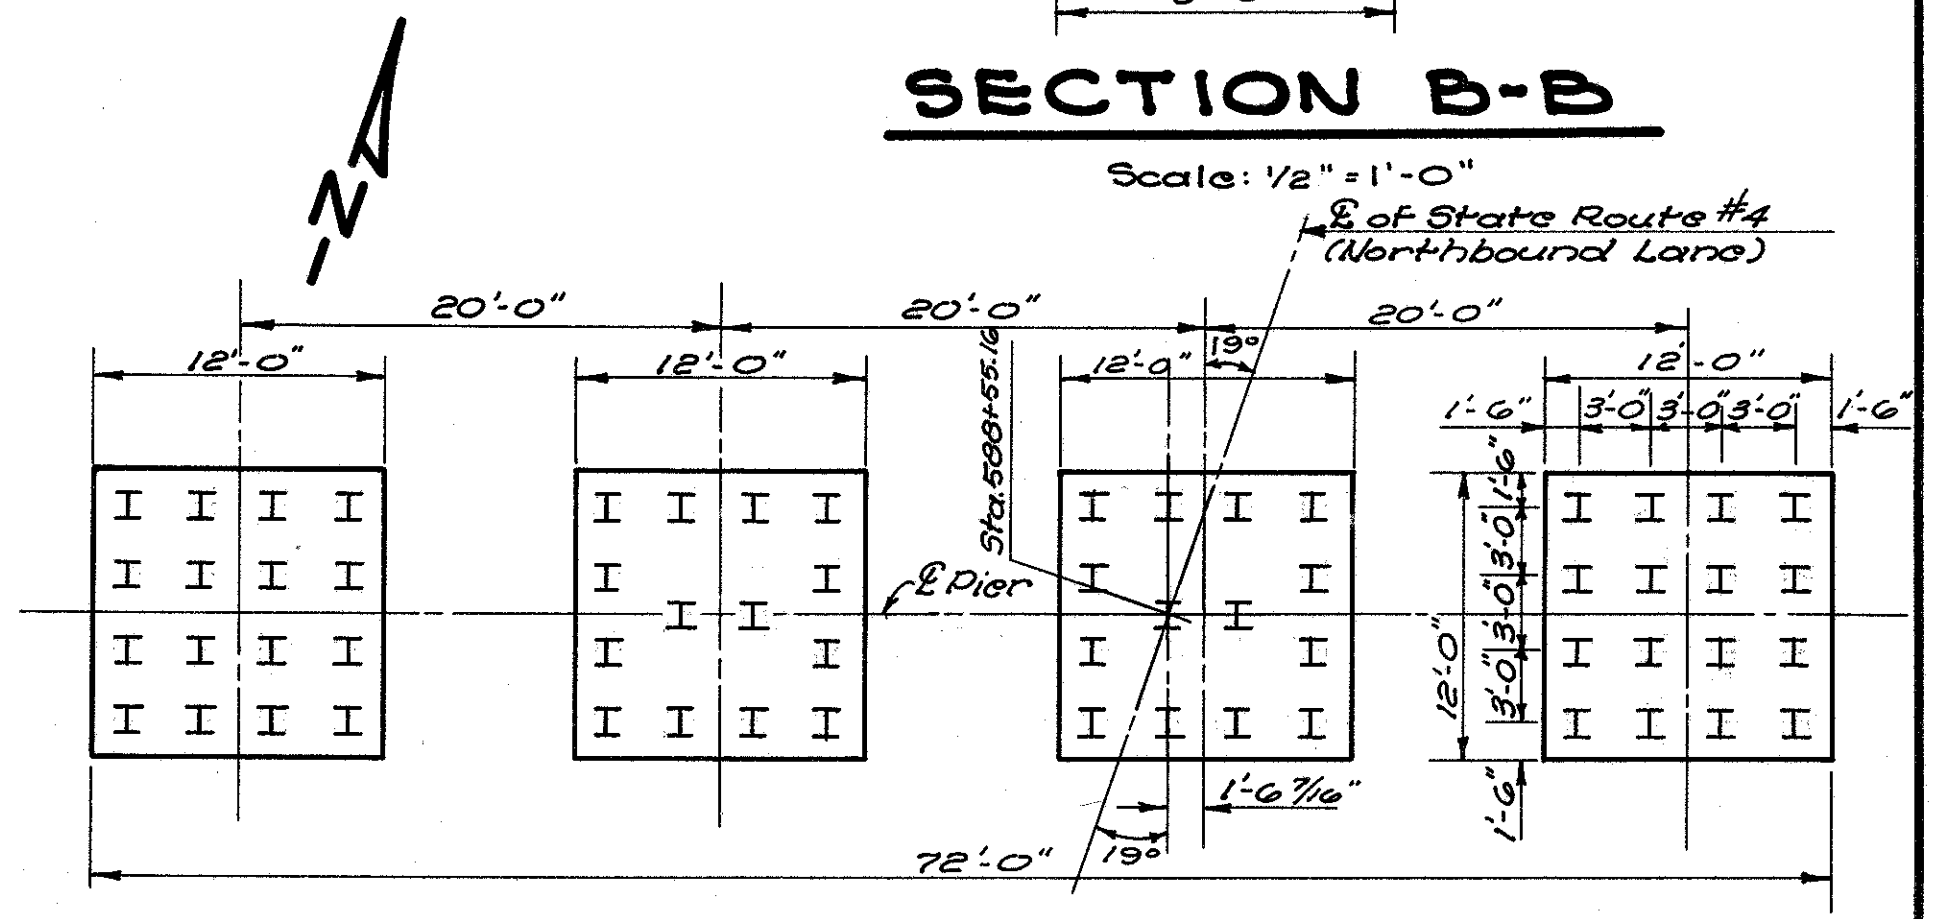 SECTION B-B
Scale: 1/2" = 1'-0"
N
℄ of State Route #4
(Northbound Lane)
20'-0" 20'-0" 20'-0"
12'-0" 12'-0" 12'-0" 19° 12'-0"
Sta. 588+55.16
1'-6" 3'-0" 3'-0" 3'-0" 1'-6"
℄ Pier
12'-0"
1'-6" 3'-0" 3'-0" 3'-0" 1'-6"
1'-6 7/16"
19°
72'-0"